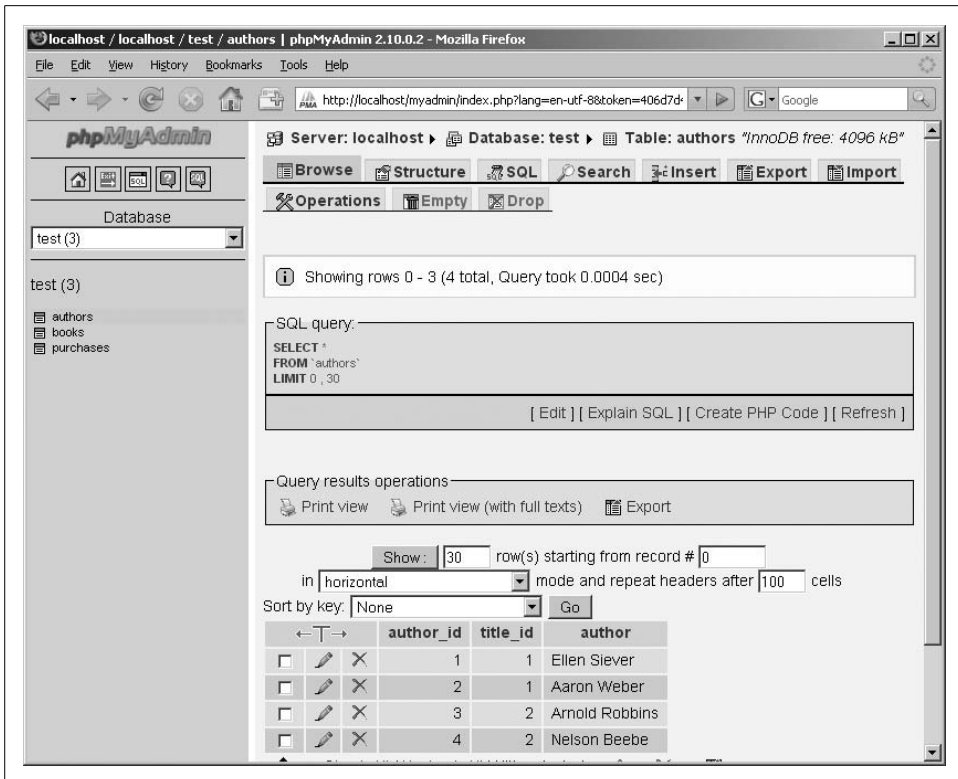 localhost / localhost / test / authors | phpMyAdmin 2.10.0.2 - Mozilla Firefox
File Edit View History Bookmarks Tools Help
http://localhost/myadmin/index.php?lang=en-utf-8&token=406d7d
Google
phpMyAdmin
Server: localhost Database: test Table: authors "InnoDB free: 4096 kB"
Browse Structure SQL Search Insert Export Import
Operations Empty Drop
Database
test (3)
test (3)
authors
books
purchases
Showing rows 0 - 3 (4 total, Query took 0.0004 sec)
SQL query:
SELECT *
FROM `authors`
LIMIT 0 , 30
[ Edit ] [ Explain SQL ] [ Create PHP Code ] [ Refresh ]
Query results operations
Print view Print view (with full texts) Export
Show : 30 row(s) starting from record # 0
in horizontal mode and repeat headers after 100 cells
Sort by key: None Go
←T→ author_id title_id author
1 1 Ellen Siever
2 1 Aaron Weber
3 2 Arnold Robbins
4 2 Nelson Beebe